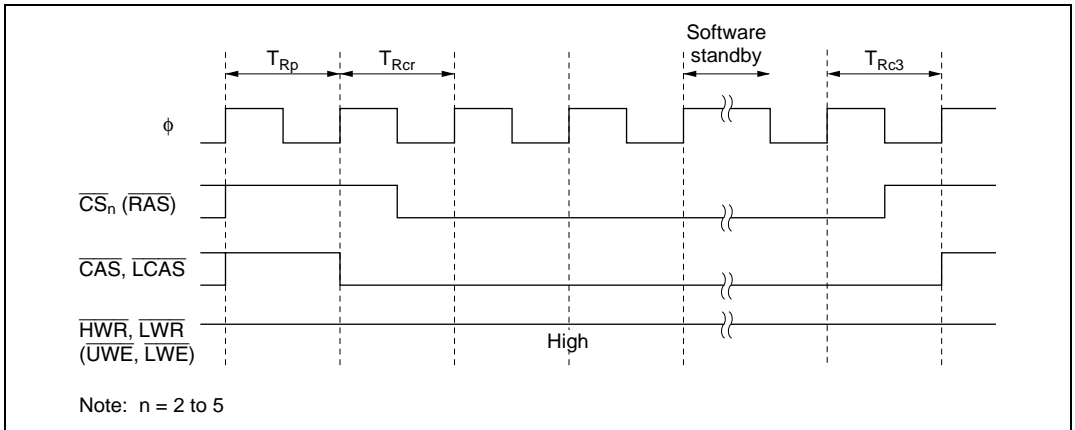 Software
standby
TRp
TRcr
TRc3
ϕ
CSn (RAS)
CAS, LCAS
HWR, LWR
(UWE, LWE)
High
Note: n = 2 to 5